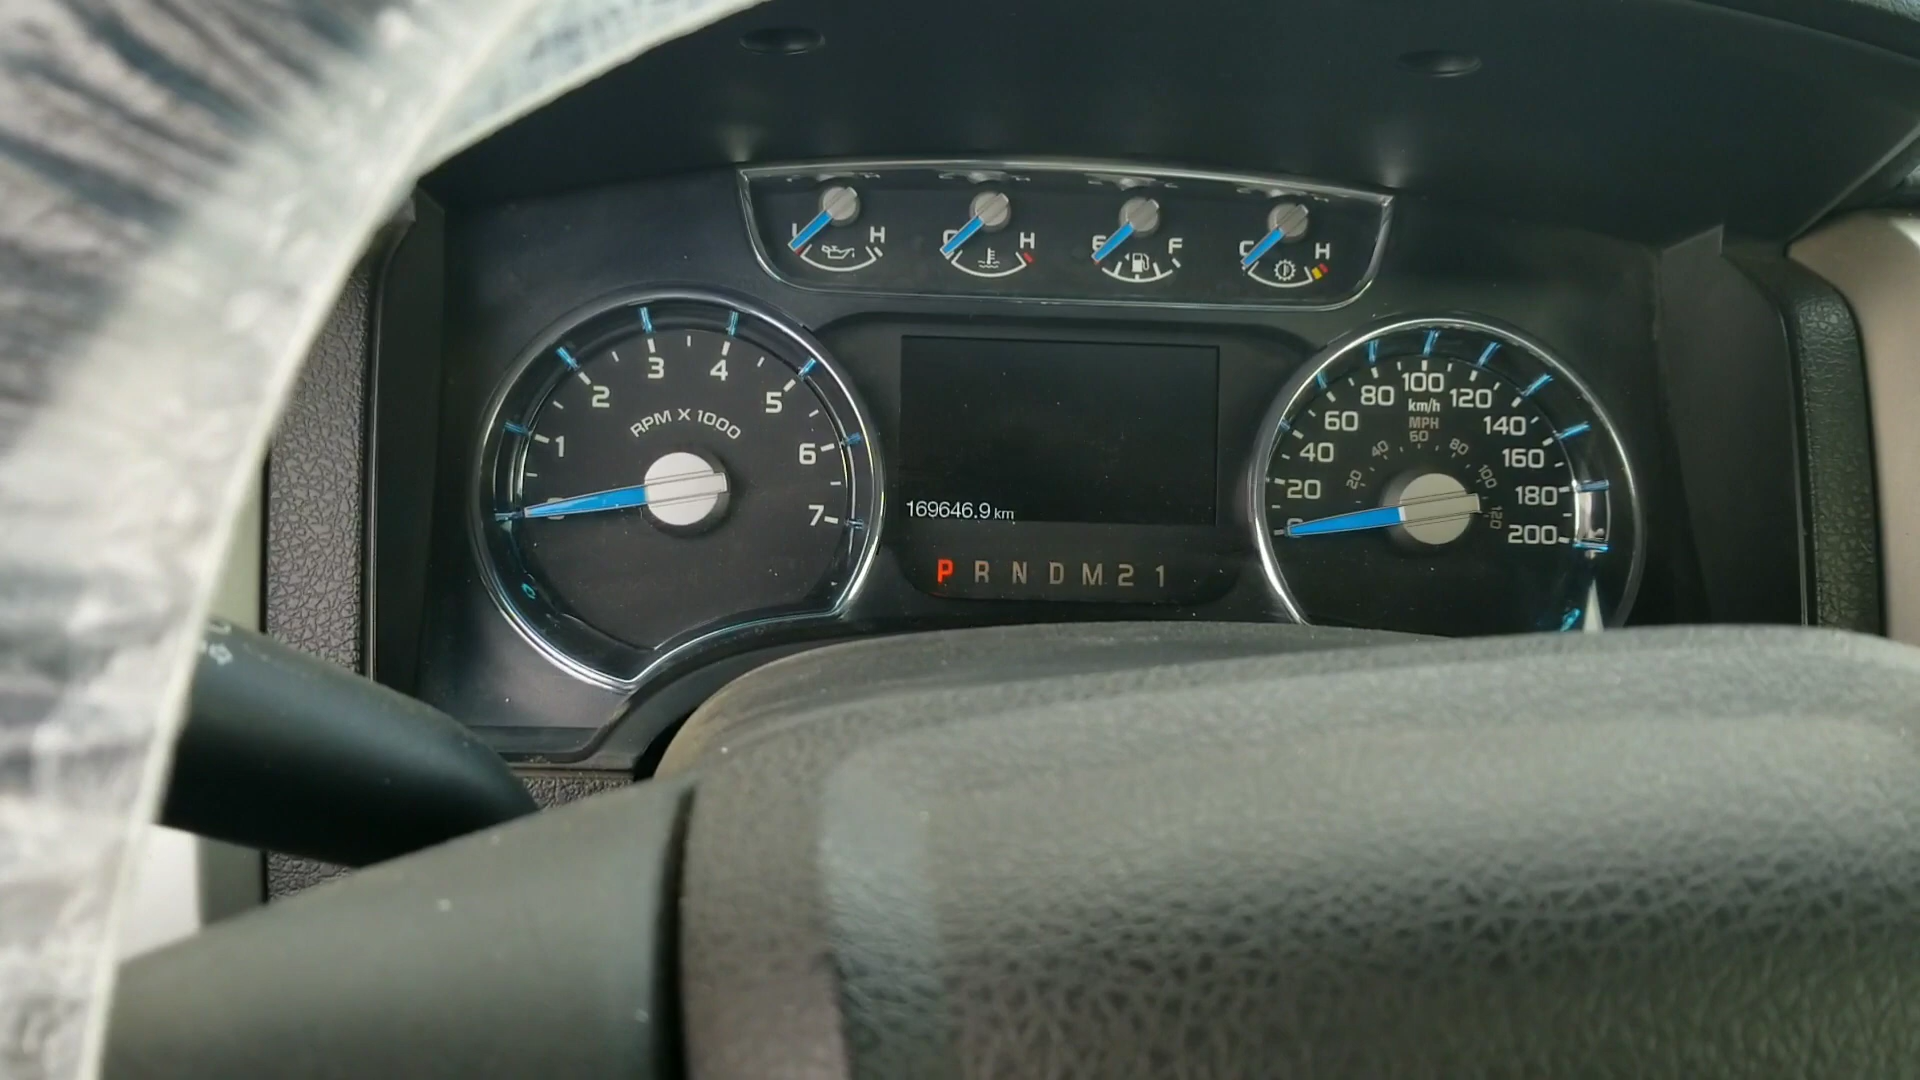 L H
C H
E F
C H
1 2 3 4 5 6 7
RPM X 1000
169646.9 km
P R N D M 2 1
0 20 40 60 80 100 120 140 160 180 200
km/h
MPH
20 40 60 80 100 120